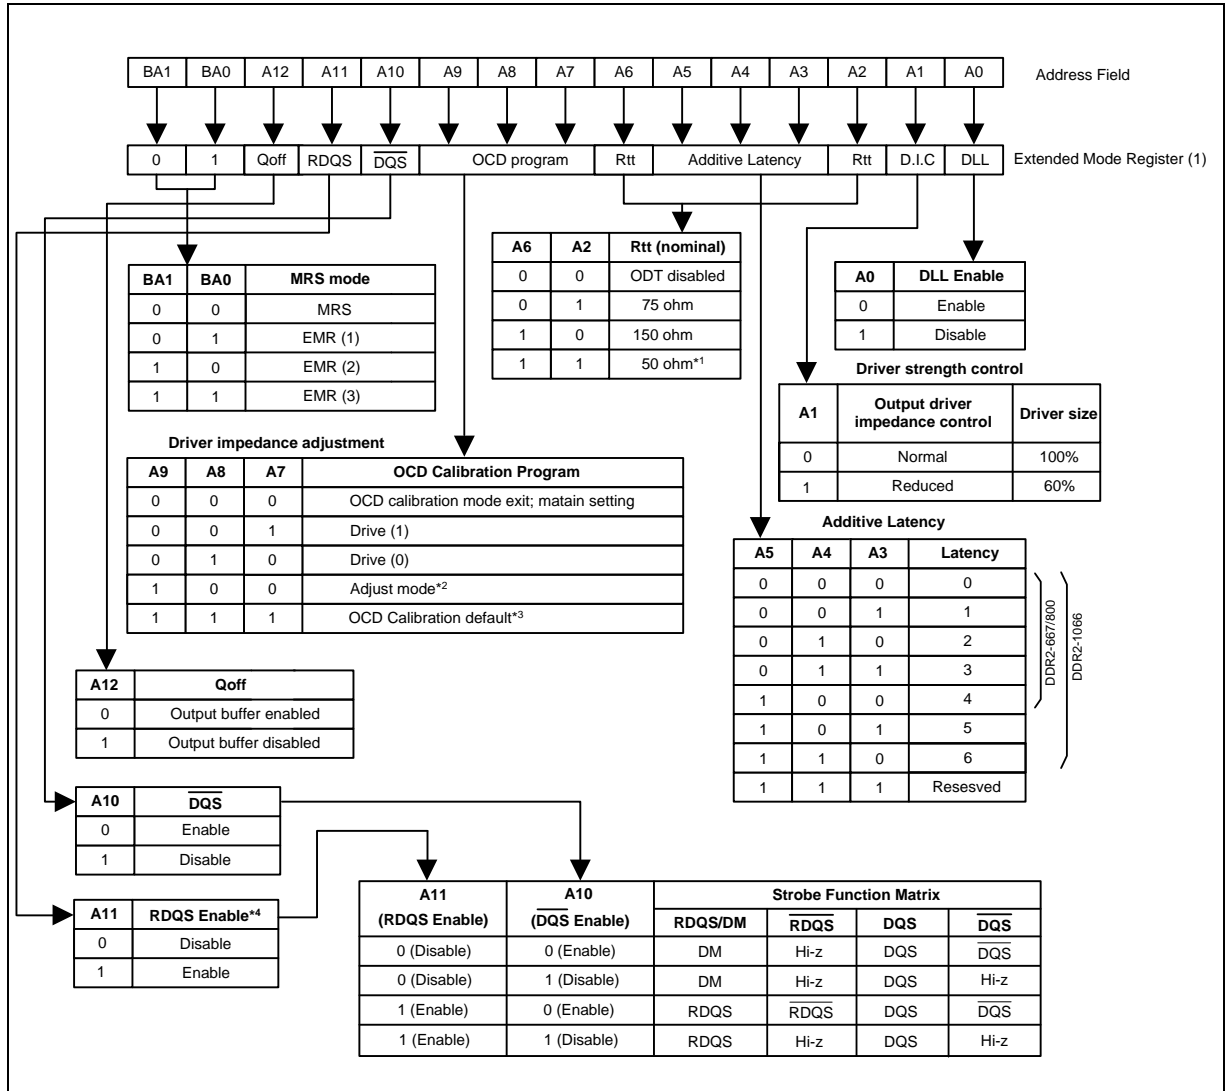 BA1 BA0 A12 A11 A10 A9 A8 A7 A6 A5 A4 A3 A2 A1 A0 Address Field
0 1 Qoff RDQS D̅Q̅S̅ OCD program Rtt Additive Latency Rtt D.I.C DLL Extended Mode Register (1)
BA1 BA0 MRS mode
0 0 MRS
0 1 EMR (1)
1 0 EMR (2)
1 1 EMR (3)
A6 A2 Rtt (nominal)
0 0 ODT disabled
0 1 75 ohm
1 0 150 ohm
1 1 50 ohm*1
A0 DLL Enable
0 Enable
1 Disable
Driver strength control
A1 Output driver impedance control Driver size
0 Normal 100%
1 Reduced 60%
Driver impedance adjustment
A9 A8 A7 OCD Calibration Program
0 0 0 OCD calibration mode exit; matain setting
0 0 1 Drive (1)
0 1 0 Drive (0)
1 0 0 Adjust mode*2
1 1 1 OCD Calibration default*3
Additive Latency
A5 A4 A3 Latency
0 0 0 0
0 0 1 1
0 1 0 2
0 1 1 3
1 0 0 4
1 0 1 5
1 1 0 6
1 1 1 Resesved
DDR2-667/800
DDR2-1066
A12 Qoff
0 Output buffer enabled
1 Output buffer disabled
A10 D̅Q̅S̅
0 Enable
1 Disable
A11 RDQS Enable*4
0 Disable
1 Enable
A11 (RDQS Enable) A10 (D̅Q̅S̅ Enable) Strobe Function Matrix
RDQS/DM R̅D̅Q̅S̅ DQS D̅Q̅S̅
0 (Disable) 0 (Enable) DM Hi-z DQS D̅Q̅S̅
0 (Disable) 1 (Disable) DM Hi-z DQS Hi-z
1 (Enable) 0 (Enable) RDQS R̅D̅Q̅S̅ DQS D̅Q̅S̅
1 (Enable) 1 (Disable) RDQS Hi-z DQS Hi-z